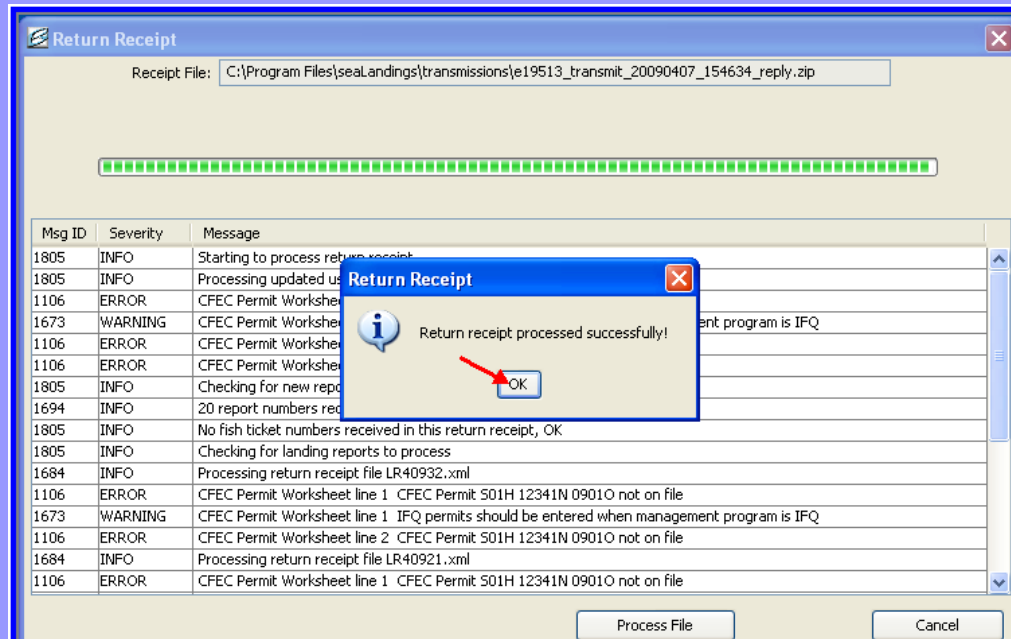 Return Receipt
Receipt File: C:\Program Files\seaLandings\transmissions\e19513_transmit_20090407_154634_reply.zip
Msg ID Severity Message
1805 INFO Starting to process return receipt
1805 INFO Processing updated us
1106 ERROR CFEC Permit Workshe
1673 WARNING CFEC Permit Workshe ent program is IFQ
1106 ERROR CFEC Permit Workshe
1106 ERROR CFEC Permit Workshe
1805 INFO Checking for new repo
1694 INFO 20 report numbers rec
1805 INFO No fish ticket numbers received in this return receipt, OK
1805 INFO Checking for landing reports to process
1684 INFO Processing return receipt file LR40932.xml
1106 ERROR CFEC Permit Worksheet line 1 CFEC Permit S01H 12341N 0901O not on file
1673 WARNING CFEC Permit Worksheet line 1 IFQ permits should be entered when management program is IFQ
1106 ERROR CFEC Permit Worksheet line 2 CFEC Permit S01H 12341N 0901O not on file
1684 INFO Processing return receipt file LR40921.xml
1106 ERROR CFEC Permit Worksheet line 1 CFEC Permit S01H 12341N 0901O not on file
Return Receipt
Return receipt processed successfully!
OK
Process File
Cancel